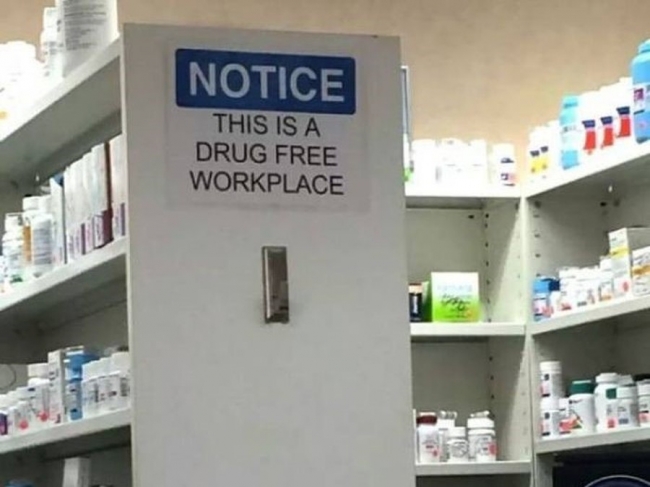 NOTICE
THIS IS A
DRUG FREE
WORKPLACE